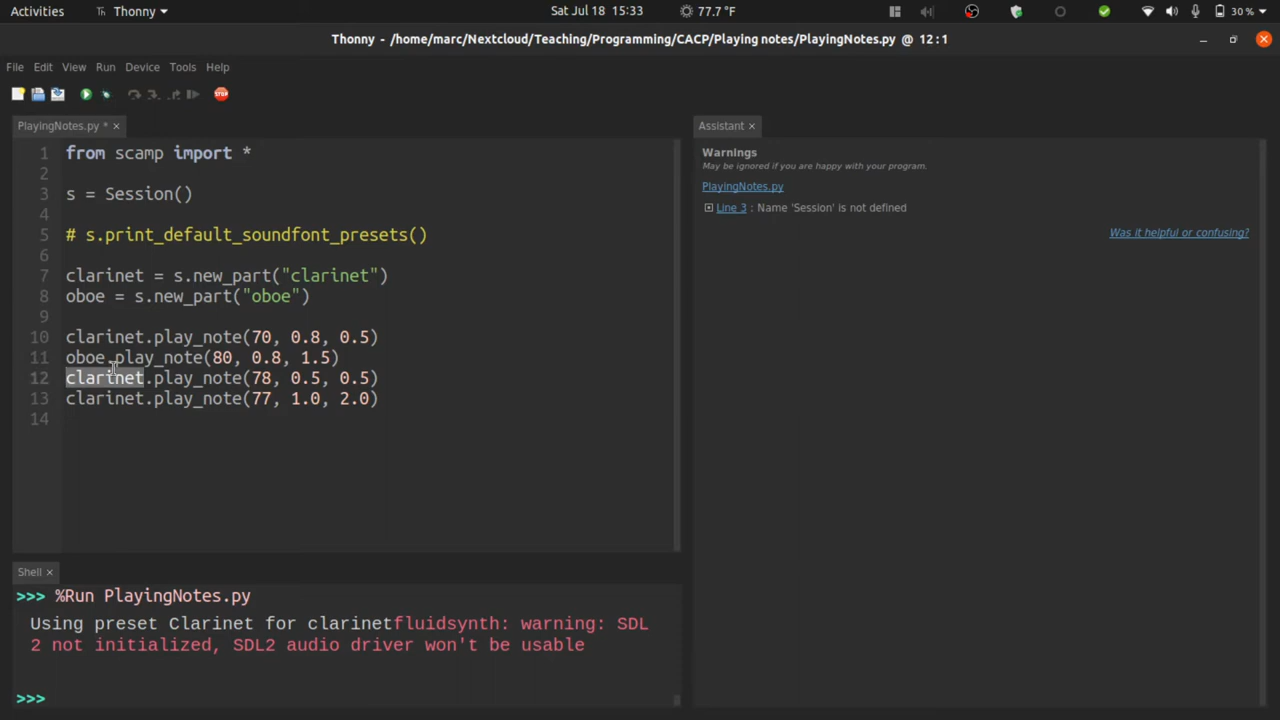 Activities Thonny Sat Jul 18 15:33 77.7 °F 30 %
Thonny - /home/marc/Nextcloud/Teaching/Programming/CACP/Playing notes/PlayingNotes.py @ 12:1
File Edit View Run Device Tools Help
STOP
PlayingNotes.py * ×
Assistant ×
1 from scamp import *
2
3 s = Session()
4
5 # s.print_default_soundfont_presets()
6
7 clarinet = s.new_part("clarinet")
8 oboe = s.new_part("oboe")
9
10 clarinet.play_note(70, 0.8, 0.5)
11 oboe.play_note(80, 0.8, 1.5)
12 clarinet.play_note(78, 0.5, 0.5)
13 clarinet.play_note(77, 1.0, 2.0)
14
Warnings
May be ignored if you are happy with your program.
PlayingNotes.py
Line 3 : Name 'Session' is not defined
Was it helpful or confusing?
Shell ×
>>> %Run PlayingNotes.py
Using preset Clarinet for clarinetfluidsynth: warning: SDL
2 not initialized, SDL2 audio driver won't be usable
>>>